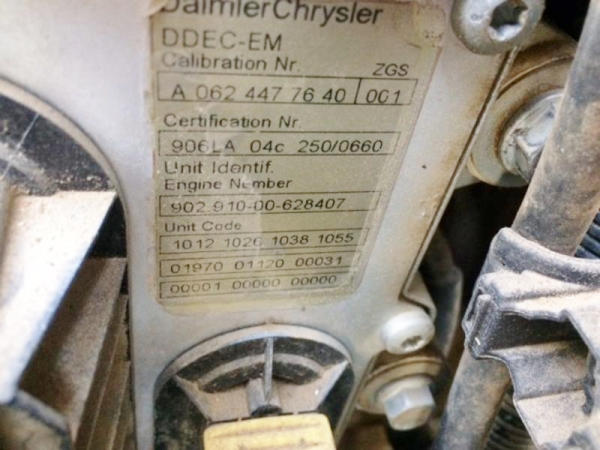 DaimlerChrysler
DDEC-EM
Calibration Nr. ZGS
A 062 447 76 40 001
Certification Nr.
906LA 04c 250/0660
Unit Identif.
Engine Number
902.910-00-628407
Unit Code
1012 1026 1038 1055
01970 01120 00031
00001 00000 00000